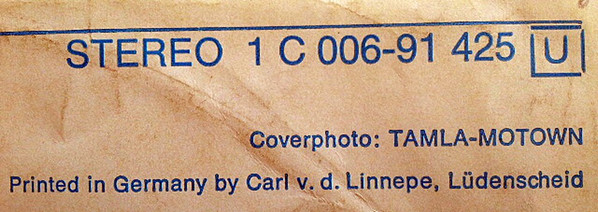 STEREO 1 C 006-91 425 U
Coverphoto: TAMLA-MOTOWN
Printed in Germany by Carl v. d. Linnepe, Lüdenscheid